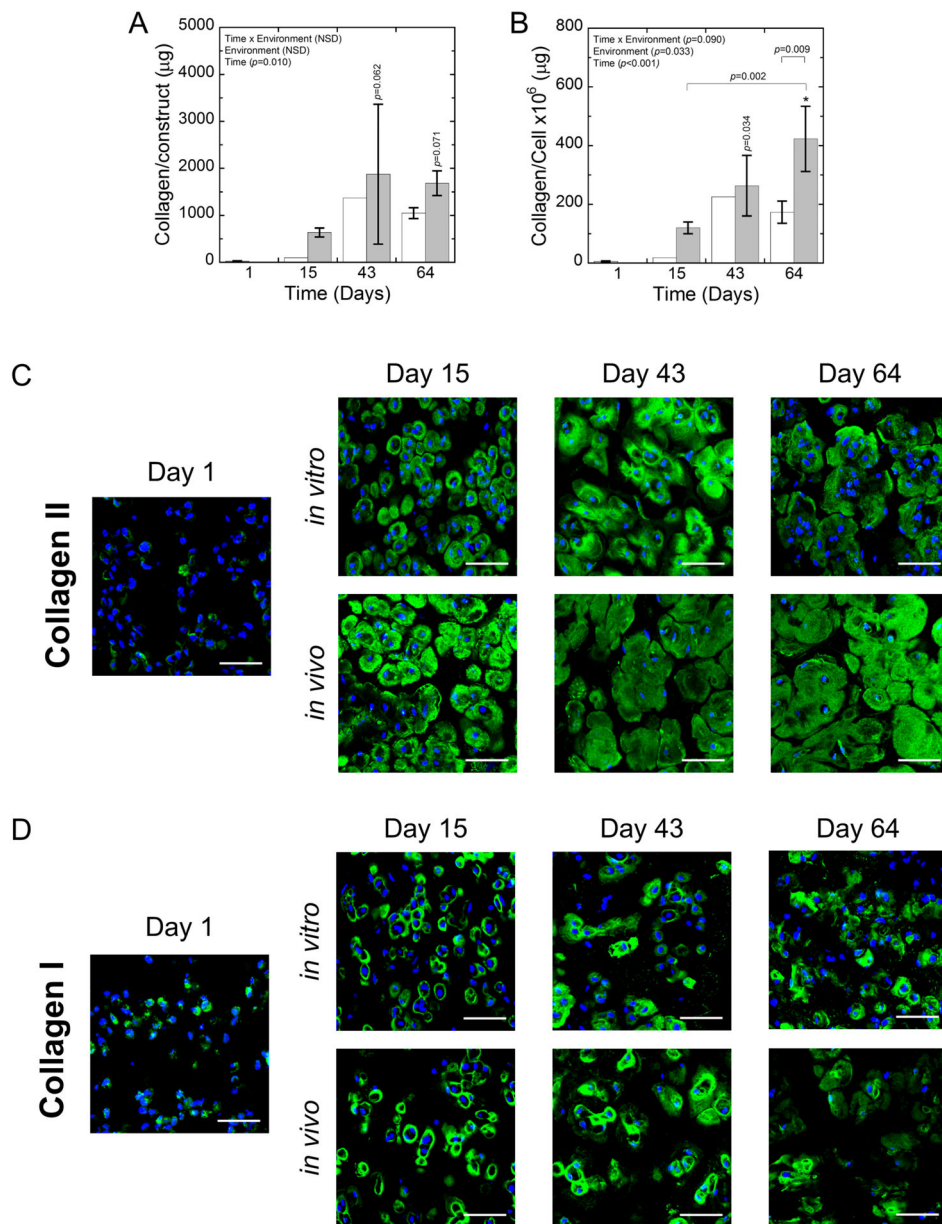 A
Collagen/construct (µg)
5000
4000
3000
2000
1000
0
Time x Environment (NSD)
Environment (NSD)
Time (p=0.010)
p=0.062
p=0.071
1 15 43 64
Time (Days)
B
Collagen/Cell x10⁶ (µg)
800
600
400
200
0
Time x Environment (p=0.090)
Environment (p=0.033)
Time (p<0.001)
p=0.009
p=0.002
p=0.034
*
1 15 43 64
Time (Days)
C
Day 15 Day 43 Day 64
Day 1
Collagen II
in vitro
in vivo
D
Day 15 Day 43 Day 64
Day 1
Collagen I
in vitro
in vivo